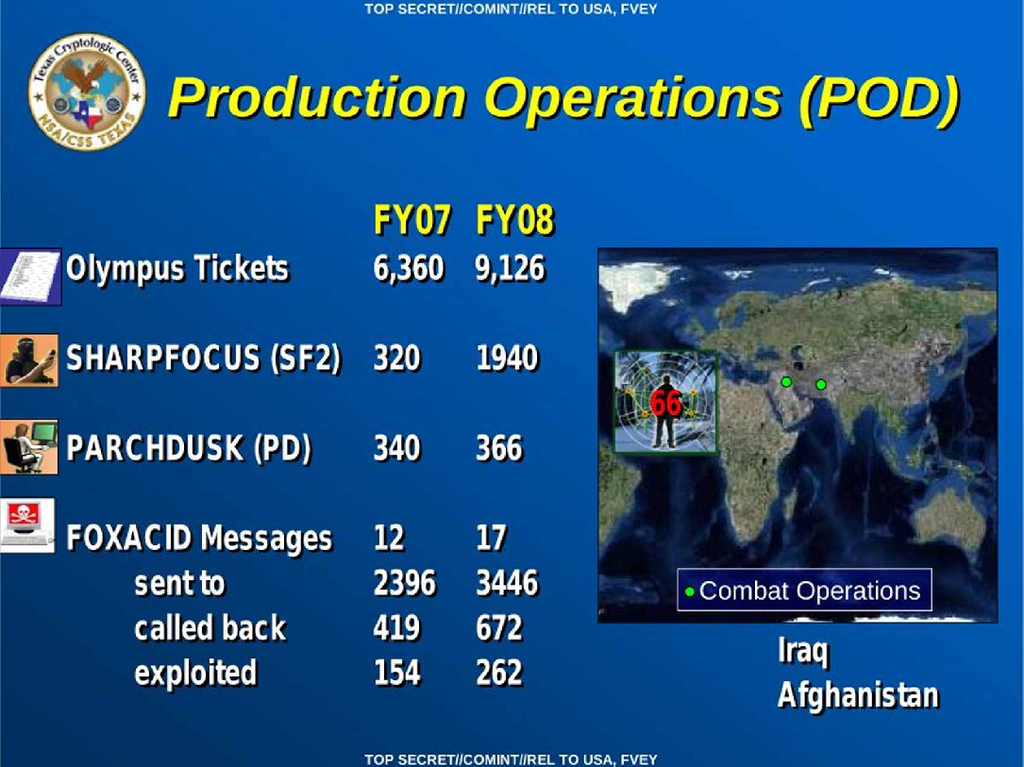 TOP SECRET//COMINT//REL TO USA, FVEY
Texas Cryptologic Center
NSA/CSS TEXAS
Production Operations (POD)
FY07 FY08
Olympus Tickets 6,360 9,126
SHARPFOCUS (SF2) 320 1940
PARCHDUSK (PD) 340 366
FOXACID Messages 12 17
sent to 2396 3446
called back 419 672
exploited 154 262
66
Combat Operations
Iraq
Afghanistan
TOP SECRET//COMINT//REL TO USA, FVEY